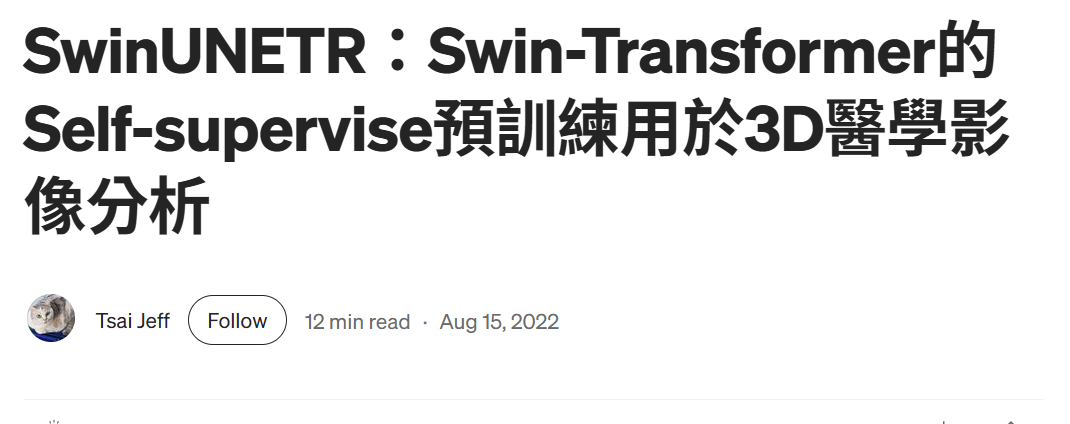 SwinUNETR：Swin-Transformer的
Self-supervise預訓練用於3D醫學影
像分析
Tsai Jeff Follow 12 min read · Aug 15, 2022